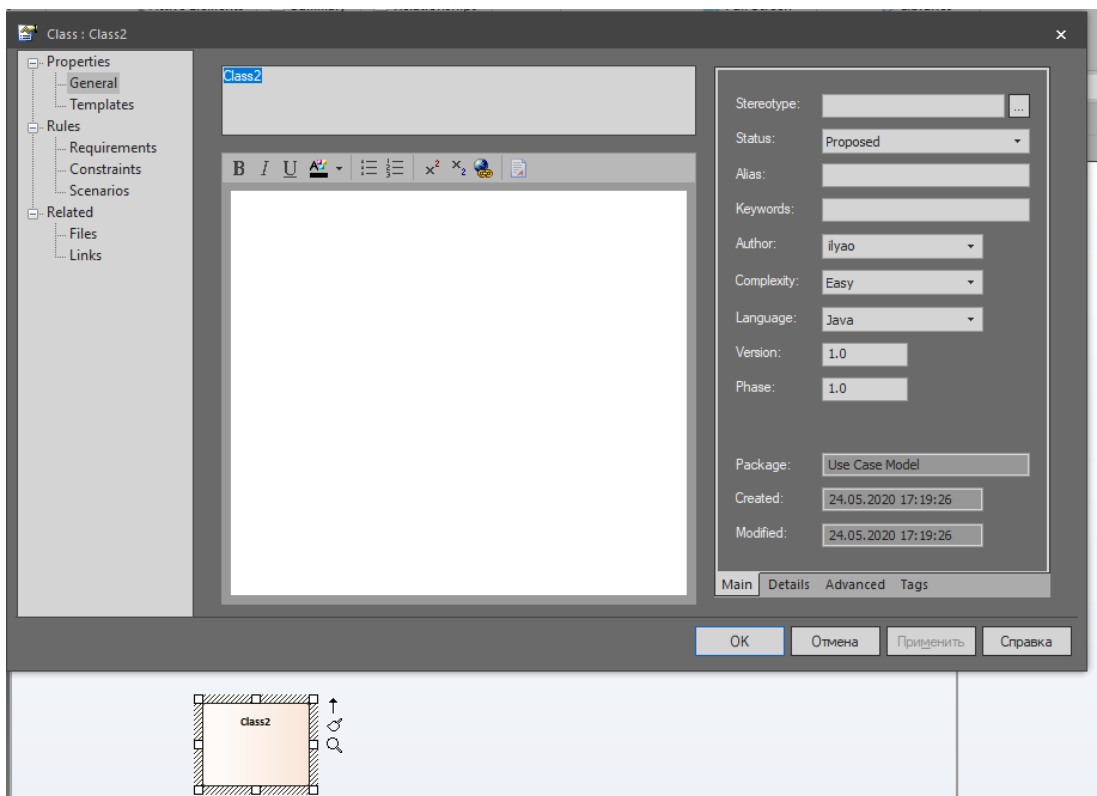 Class : Class2
Properties
General
Templates
Rules
Requirements
Constraints
Scenarios
Related
Files
Links
Class2
B I U
Stereotype:
...
Status: Proposed
Alias:
Keywords:
Author: ilyao
Complexity: Easy
Language: Java
Version: 1.0
Phase: 1.0
Package: Use Case Model
Created: 24.05.2020 17:19:26
Modified: 24.05.2020 17:19:26
Main Details Advanced Tags
OK Отмена Применить Справка
Class2